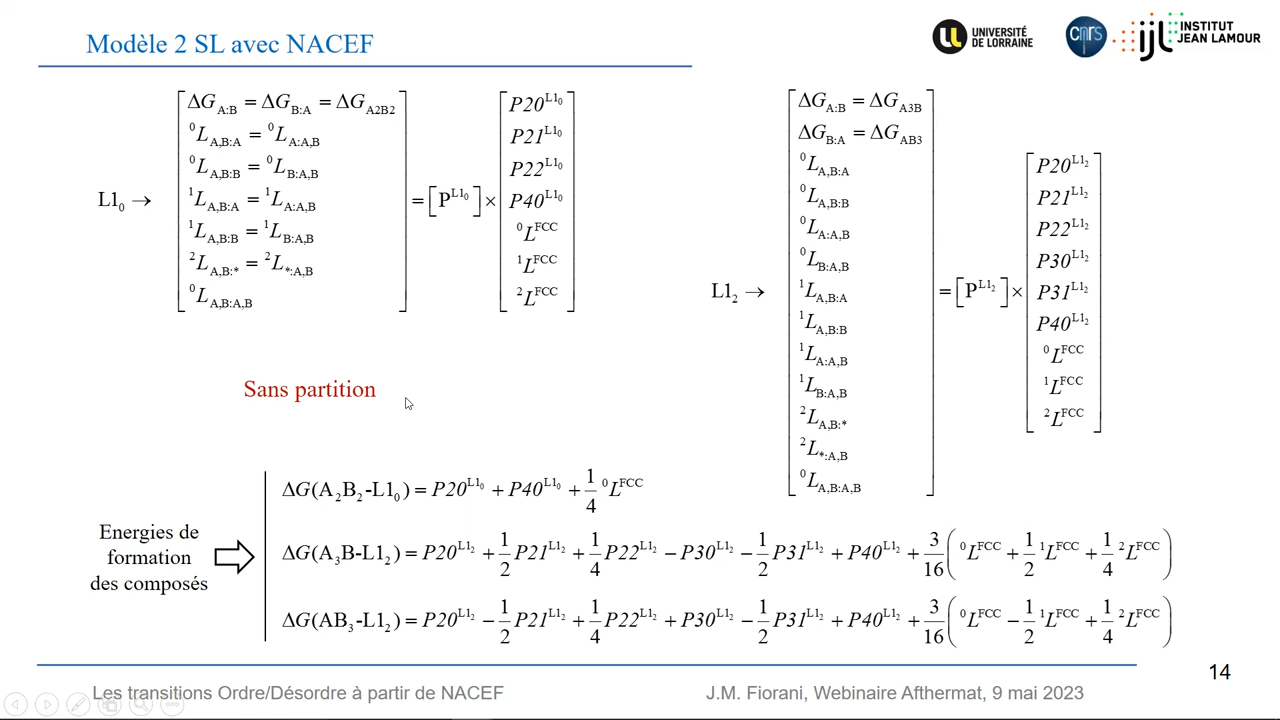 Modèle 2 SL avec NACEF
UNIVERSITÉ
DE LORRAINE
cnrs
ijl
INSTITUT
JEAN LAMOUR
L1₀ →
ΔG_A:B = ΔG_B:A = ΔG_A2B2
⁰L_A,B:A = ⁰L_A:A,B
⁰L_A,B:B = ⁰L_B:A,B
¹L_A,B:A = ¹L_A:A,B
¹L_A,B:B = ¹L_B:A,B
²L_A,B:* = ²L_*:A,B
⁰L_A,B:A,B
= [P^L1₀] ×
P20^L1₀
P21^L1₀
P22^L1₀
P40^L1₀
⁰L^FCC
¹L^FCC
²L^FCC
L1₂ →
ΔG_A:B = ΔG_A3B
ΔG_B:A = ΔG_AB3
⁰L_A,B:A
⁰L_A,B:B
⁰L_A:A,B
⁰L_B:A,B
¹L_A,B:A
¹L_A,B:B
¹L_A:A,B
¹L_B:A,B
²L_A,B:*
²L_*:A,B
⁰L_A,B:A,B
= [P^L1₂] ×
P20^L1₂
P21^L1₂
P22^L1₂
P30^L1₂
P31^L1₂
P40^L1₂
⁰L^FCC
¹L^FCC
²L^FCC
Sans partition
Energies de
formation
des composés
ΔG(A₂B₂-L1₀) = P20^L1₀ + P40^L1₀ + 1/4 ⁰L^FCC
ΔG(A₃B-L1₂) = P20^L1₂ + 1/2 P21^L1₂ + 1/4 P22^L1₂ − P30^L1₂ − 1/2 P31^L1₂ + P40^L1₂ + 3/16 (⁰L^FCC + 1/2 ¹L^FCC + 1/4 ²L^FCC)
ΔG(AB₃-L1₂) = P20^L1₂ − 1/2 P21^L1₂ + 1/4 P22^L1₂ + P30^L1₂ − 1/2 P31^L1₂ + P40^L1₂ + 3/16 (⁰L^FCC − 1/2 ¹L^FCC + 1/4 ²L^FCC)
14
Les transitions Ordre/Désordre à partir de NACEF
J.M. Fiorani, Webinaire Afthermat, 9 mai 2023